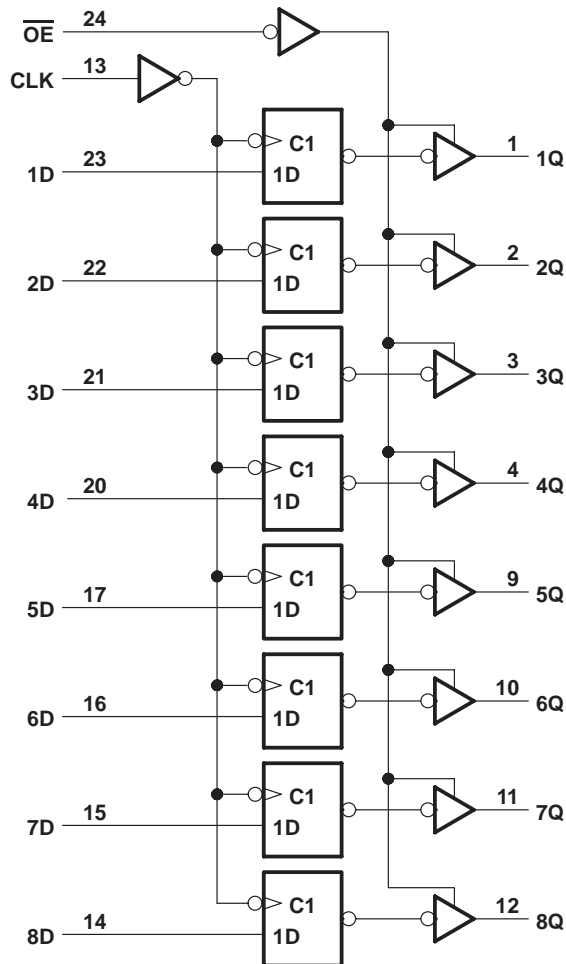 O̅E̅ 24
CLK 13
C1
1D 23 1D 1 1Q
C1
2D 22 1D 2 2Q
C1
3D 21 1D 3 3Q
C1
4D 20 1D 4 4Q
C1
5D 17 1D 9 5Q
C1
6D 16 1D 10 6Q
C1
7D 15 1D 11 7Q
C1
8D 14 1D 12 8Q